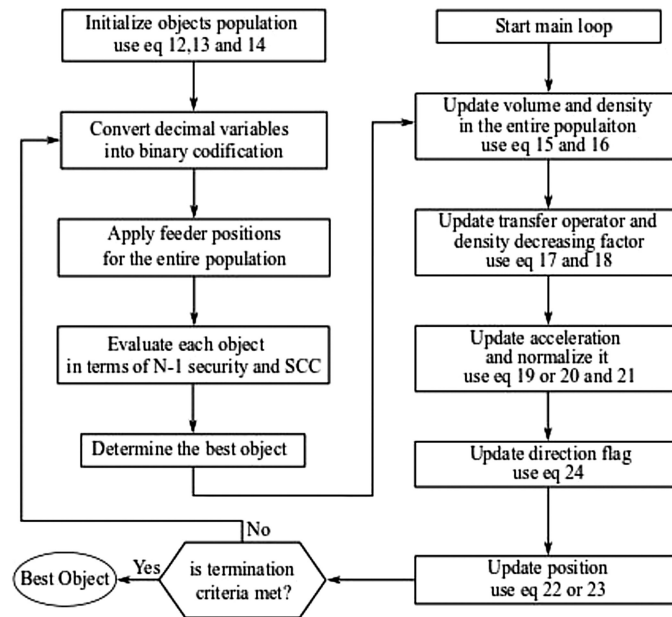 Initialize objects population
use eq 12,13 and 14
Convert decimal variables
into binary codification
Apply feeder positions
for the entire population
Evaluate each object
in terms of N-1 security and SCC
Determine the best object
Start main loop
Update volume and density
in the entire populaiton
use eq 15 and 16
Update transfer operator and
density decreasing factor
use eq 17 and 18
Update acceleration
and normalize it
use eq 19 or 20 and 21
Update direction flag
use eq 24
Update position
use eq 22 or 23
is termination
criteria met?
No
Yes
Best Object